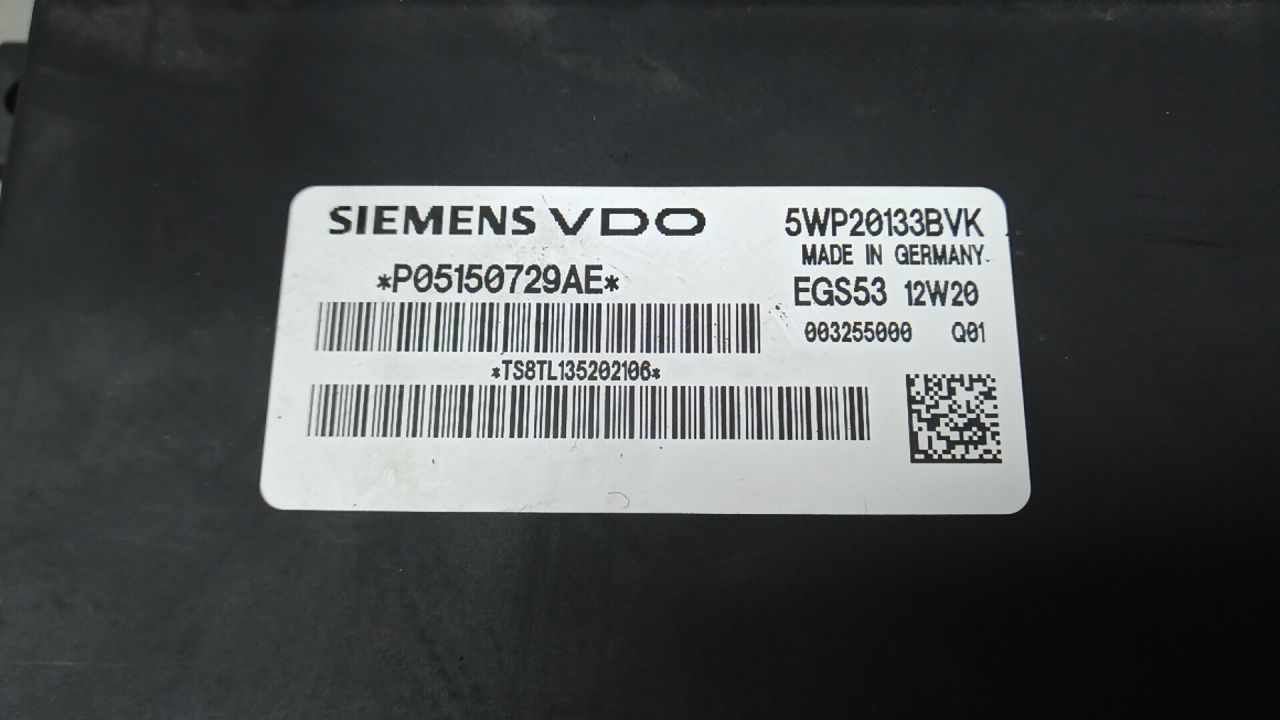 SIEMENS VDO 5WP20133BVK
MADE IN GERMANY
*P05150729AE* EGS53 12W20
003255000 Q01
*TS8TL135202106*